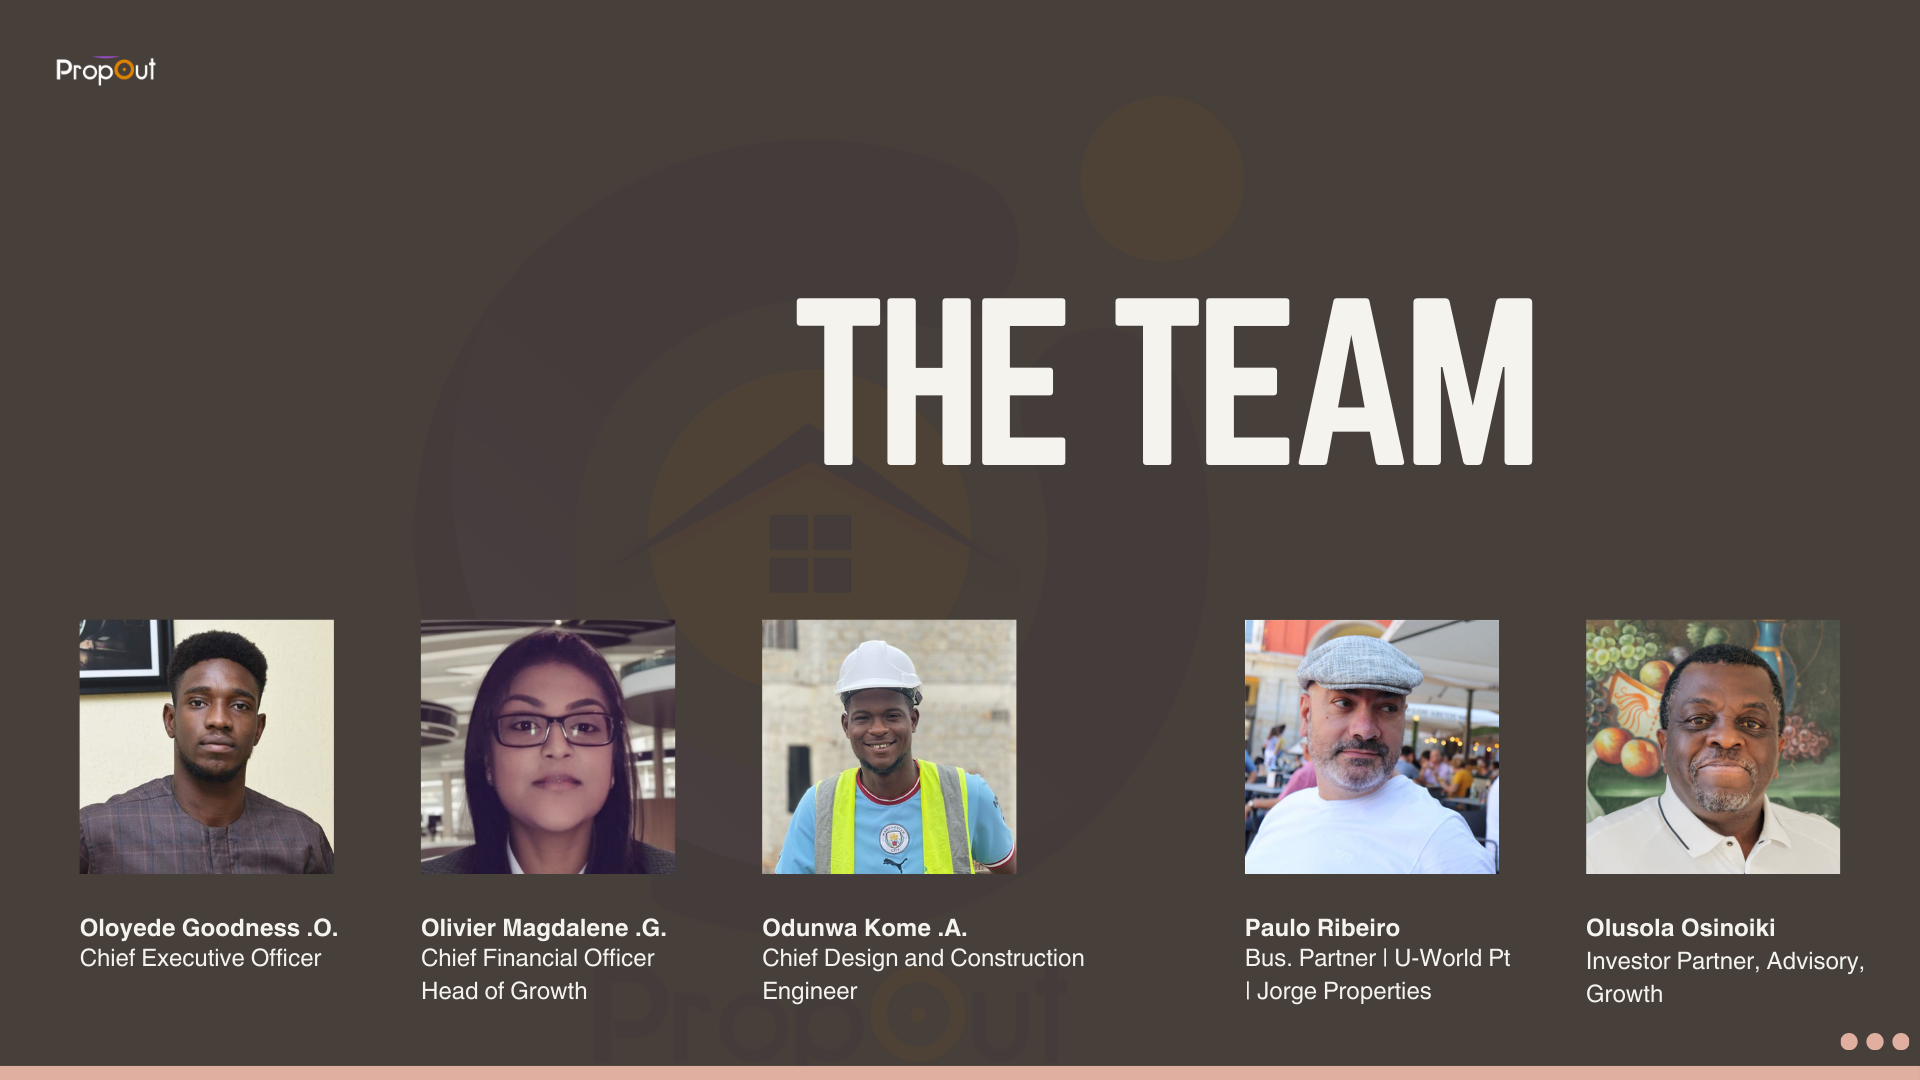 PropOut
THE TEAM
Oloyede Goodness .O.
Chief Executive Officer
Olivier Magdalene .G.
Chief Financial Officer
Head of Growth
Odunwa Kome .A.
Chief Design and Construction
Engineer
Paulo Ribeiro
Bus. Partner | U-World Pt
| Jorge Properties
Olusola Osinoiki
Investor Partner, Advisory,
Growth
PropOut